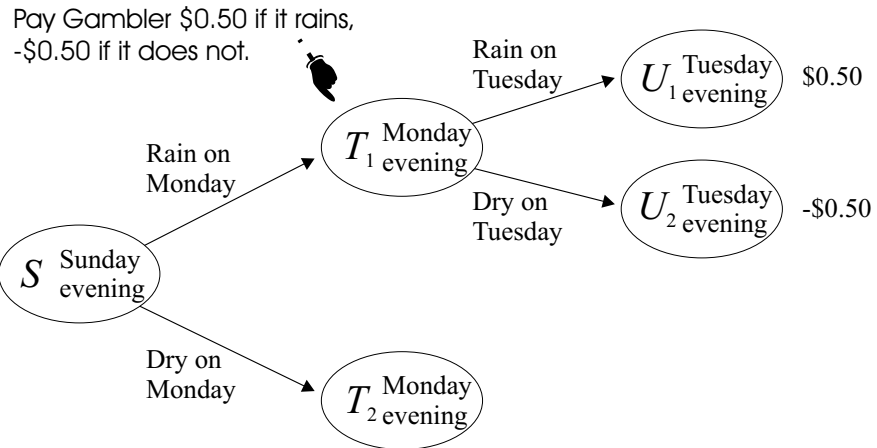 Pay Gambler $0.50 if it rains,
-$0.50 if it does not.
Rain on
Tuesday
U1 Tuesday
evening
$0.50
T1 Monday
evening
Rain on
Monday
Dry on
Tuesday
U2 Tuesday
evening
-$0.50
S Sunday
evening
Dry on
Monday
T2 Monday
evening